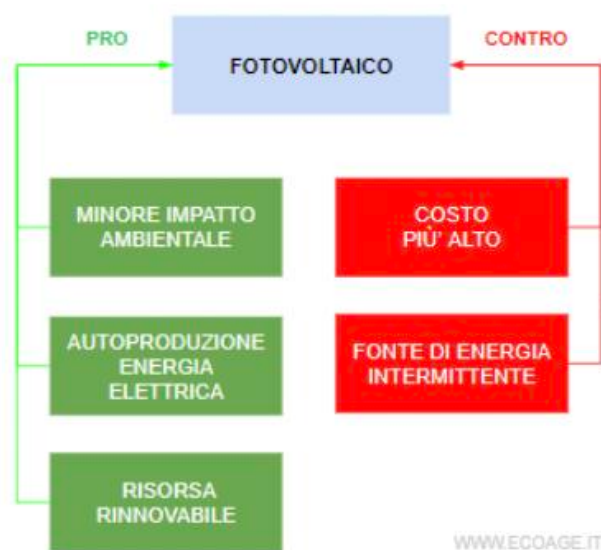 PRO
FOTOVOLTAICO
CONTRO
MINORE IMPATTO
AMBIENTALE
AUTOPRODUZIONE
ENERGIA
ELETTRICA
RISORSA
RINNOVABILE
COSTO
PIÙ' ALTO
FONTE DI ENERGIA
INTERMITTENTE
WWW.ECOAGE.IT